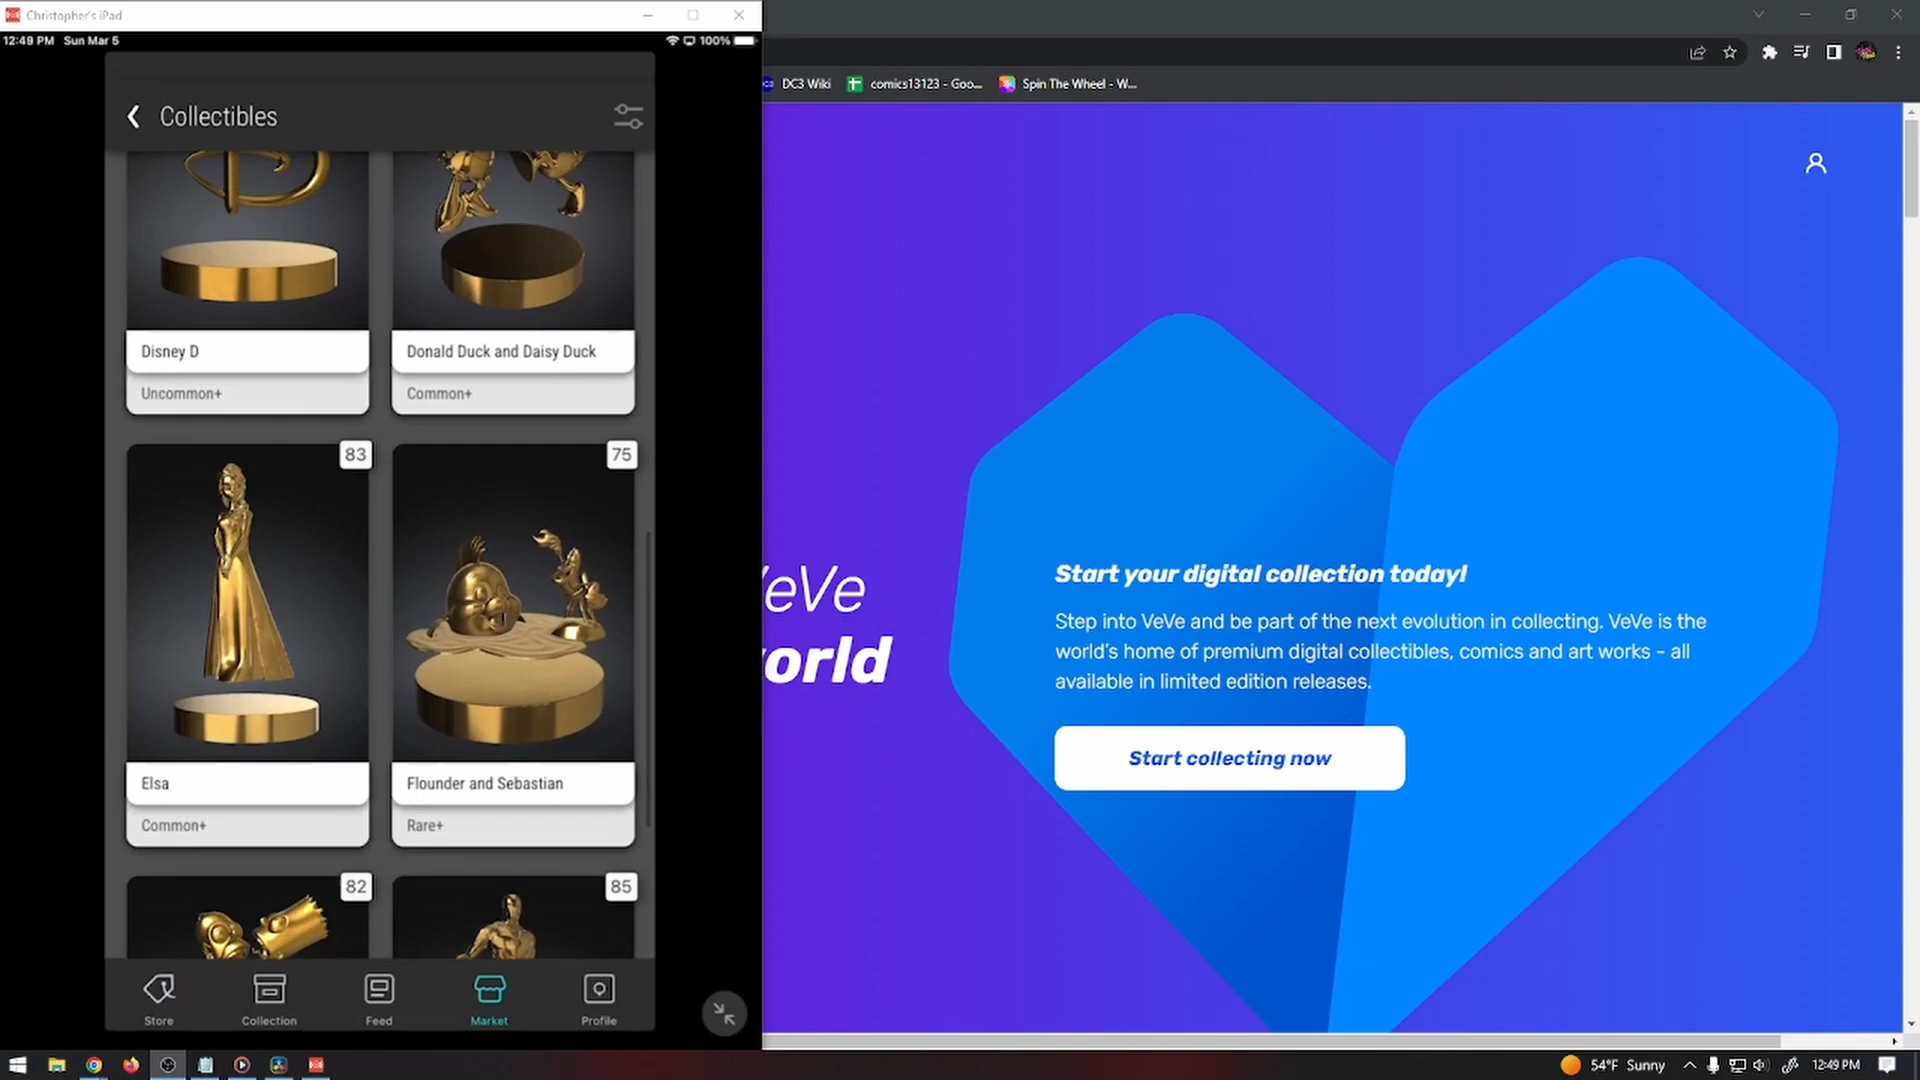 Christopher's iPad
12:49 PM Sun Mar 5
100%
Collectibles
Disney D
Uncommon+
Donald Duck and Daisy Duck
Common+
83
75
Elsa
Common+
Flounder and Sebastian
Rare+
82
85
Store
Collection
Feed
Market
Profile
DC3 Wiki
comics13123 - Goo...
Spin The Wheel - W...
VeVe
world
Start your digital collection today!
Step into VeVe and be part of the next evolution in collecting. VeVe is the
world's home of premium digital collectibles, comics and art works - all
available in limited edition releases.
Start collecting now
54°F Sunny
12:49 PM